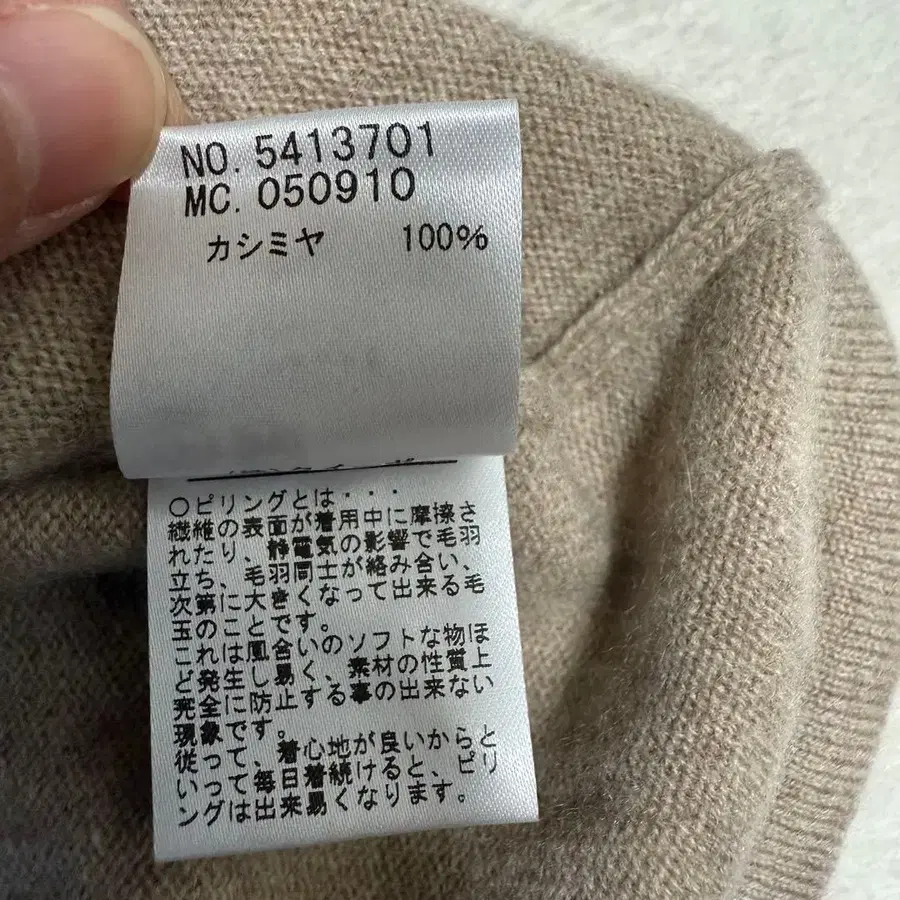 NO. 5413701
MC. 050910
カシミヤ 100%
○ピリングとは・・・
繊維の表面が着用中に摩擦さ
れたり、静電気の影響で毛羽
立ち、毛羽同士が絡み合い、
次第に大きくなって出来る毛
玉のことです。
これは風合いのソフトな物ほ
ど発生し易く、素材の性質上
完全に防止する事の出来ない
現象です。
従って、着心地が良いからと
いって毎日着続けると、ピリ
ングは出来易くなります。